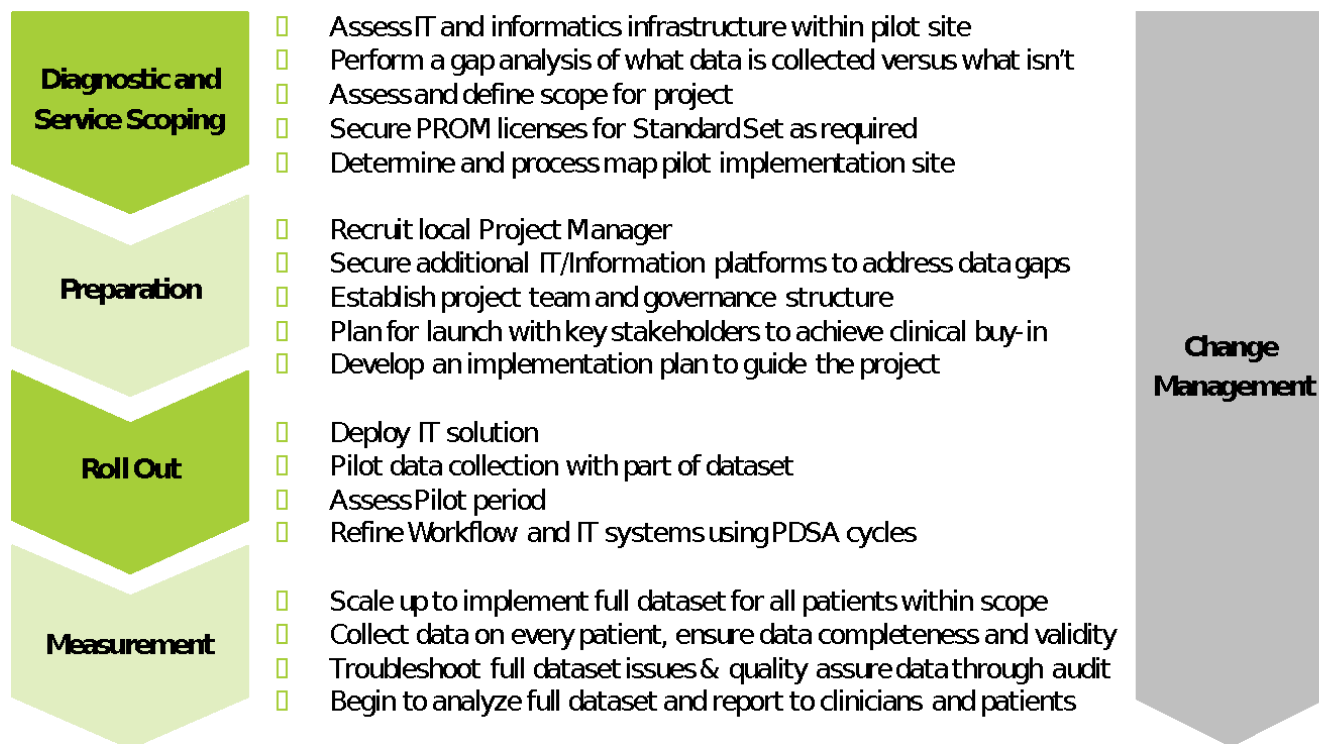 Diagnostic and
Service Scoping
Assess IT and informatics infrastructure within pilot site
Perform a gap analysis of what data is collected versus what isn't
Assess and define scope for project
Secure PROM licenses for Standard Set as required
Determine and process map pilot implementation site
Preparation
Recruit local Project Manager
Secure additional IT/Information platforms to address data gaps
Establish project team and governance structure
Plan for launch with key stakeholders to achieve clinical buy-in
Develop an implementation plan to guide the project
Roll Out
Deploy IT solution
Pilot data collection with part of dataset
Assess Pilot period
Refine Workflow and IT systems using PDSA cycles
Measurement
Scale up to implement full dataset for all patients within scope
Collect data on every patient, ensure data completeness and validity
Troubleshoot full dataset issues & quality assure data through audit
Begin to analyze full dataset and report to clinicians and patients
Change
Management